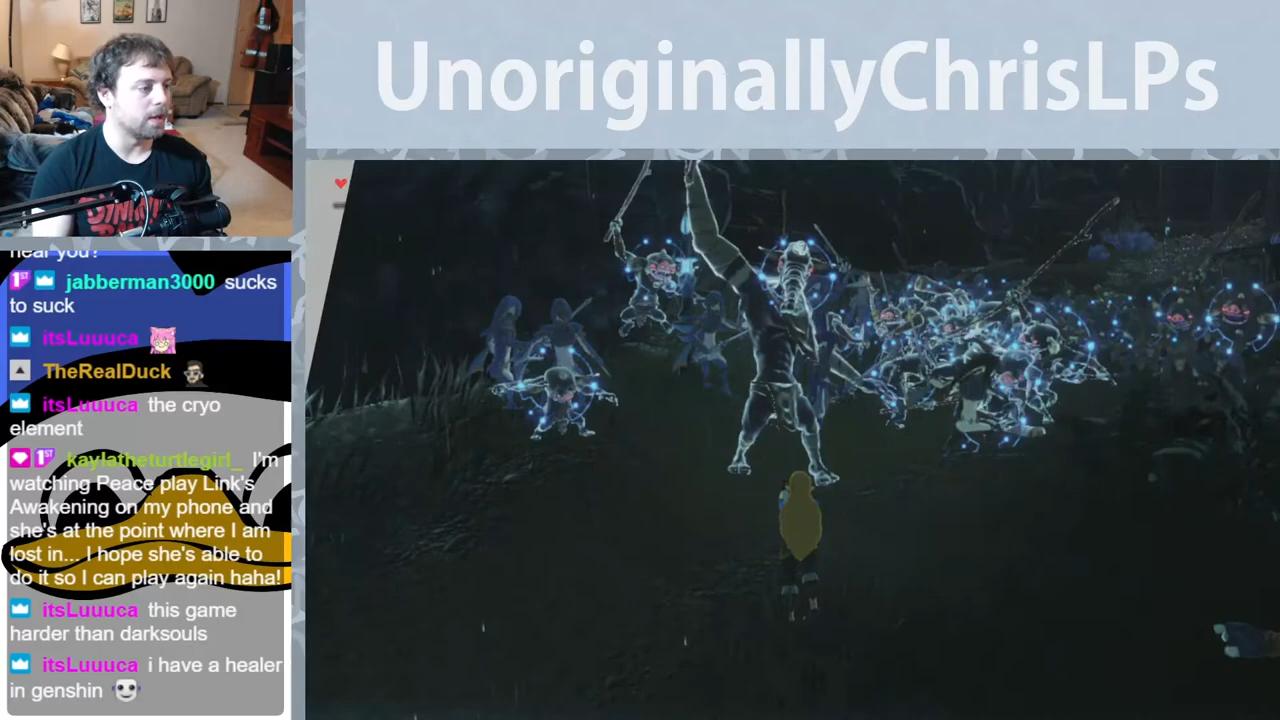 UnoriginallyChrisLPs
hear you?
jabberman3000 sucks
to suck
itsLuuuca
TheRealDuck
itsLuuuca the cryo
element
kaylatheturtlegirl_ I'm
watching Peace play Link's
Awakening on my phone and
she's at the point where I am
lost in... I hope she's able to
do it so I can play again haha!
itsLuuuca this game
harder than darksouls
itsLuuuca i have a healer
in genshin